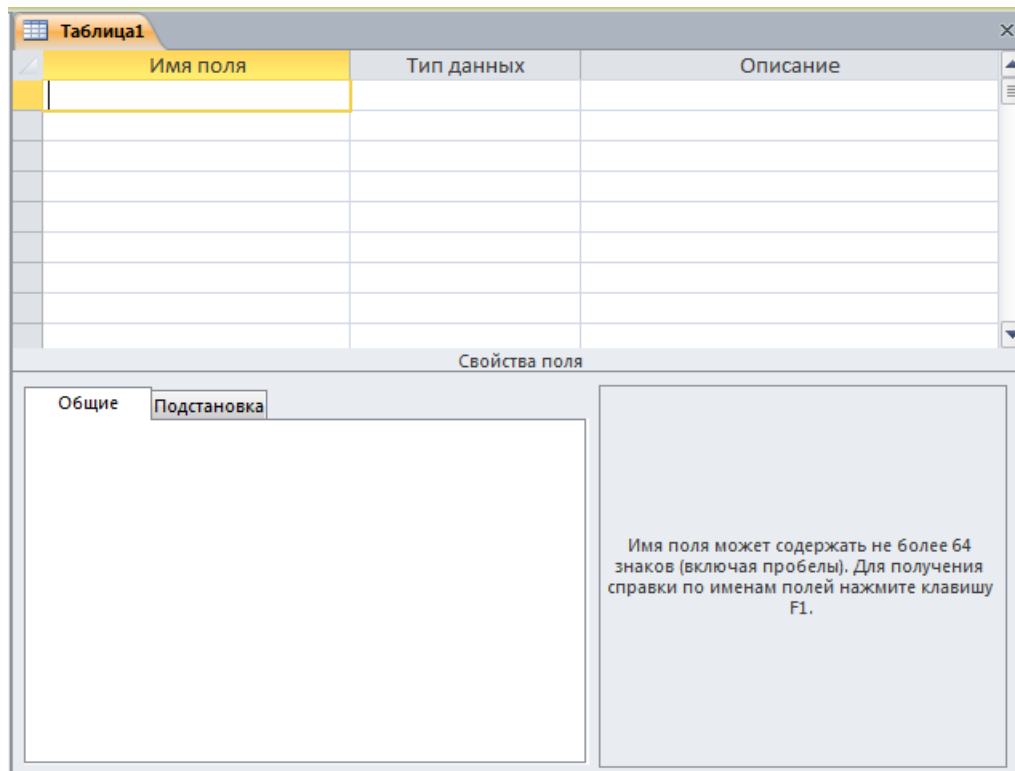 Таблица1
Имя поля Тип данных Описание
Свойства поля
Общие Подстановка
Имя поля может содержать не более 64
знаков (включая пробелы). Для получения
справки по именам полей нажмите клавишу
F1.